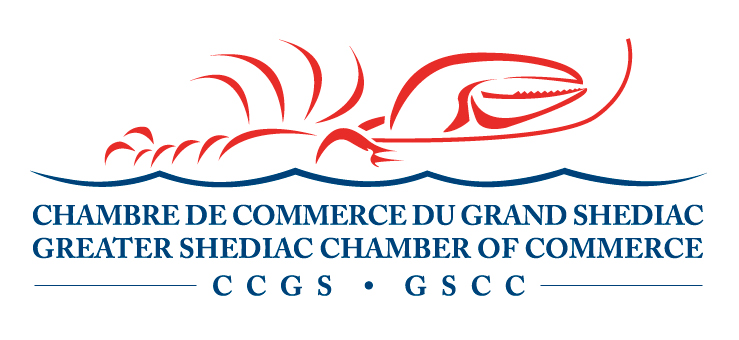 CHAMBRE DE COMMERCE DU GRAND SHEDIAC
GREATER SHEDIAC CHAMBER OF COMMERCE
CCGS • GSCC